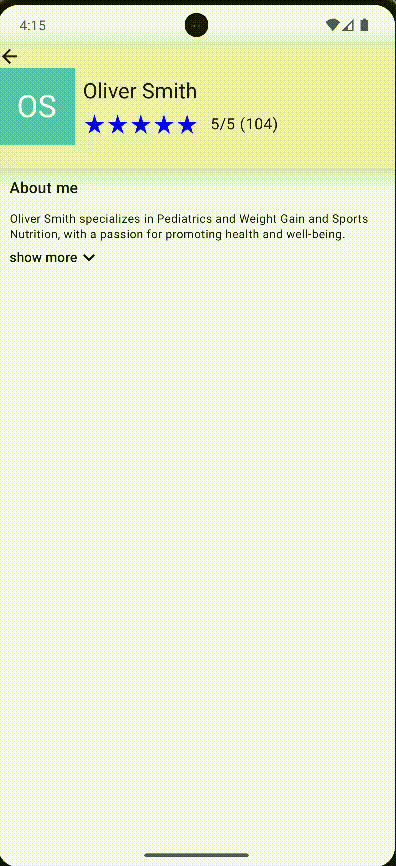 4:15
OS
Oliver Smith
5/5 (104)
About me
Oliver Smith specializes in Pediatrics and Weight Gain and Sports
Nutrition, with a passion for promoting health and well-being.
show more